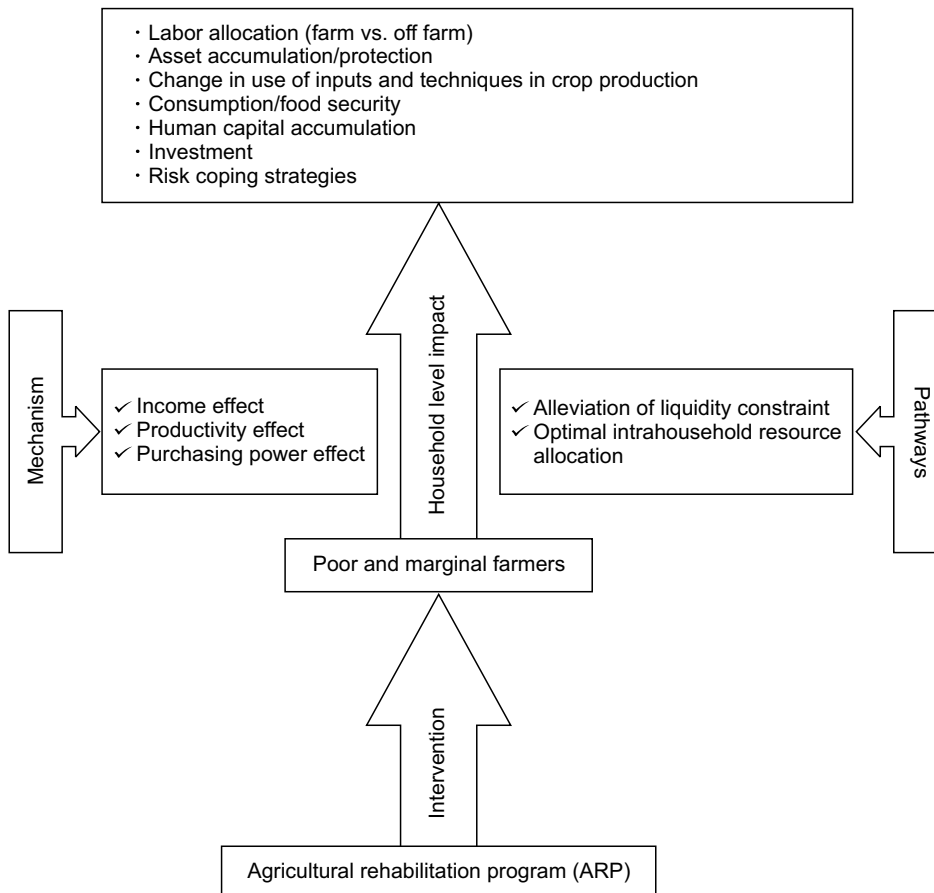 · Labor allocation (farm vs. off farm)
· Asset accumulation/protection
· Change in use of inputs and techniques in crop production
· Consumption/food security
· Human capital accumulation
· Investment
· Risk coping strategies
Mechanism
✓ Income effect
✓ Productivity effect
✓ Purchasing power effect
Household level impact
✓ Alleviation of liquidity constraint
✓ Optimal intrahousehold resource
allocation
Pathways
Poor and marginal farmers
Intervention
Agricultural rehabilitation program (ARP)